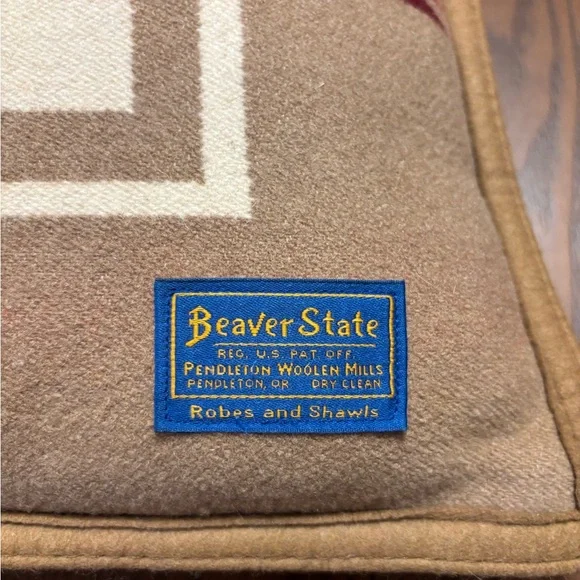 Beaver State
REG. U.S. PAT. OFF.
PENDLETON WOOLEN MILLS
PENDLETON, OR DRY CLEAN
Robes and Shawls